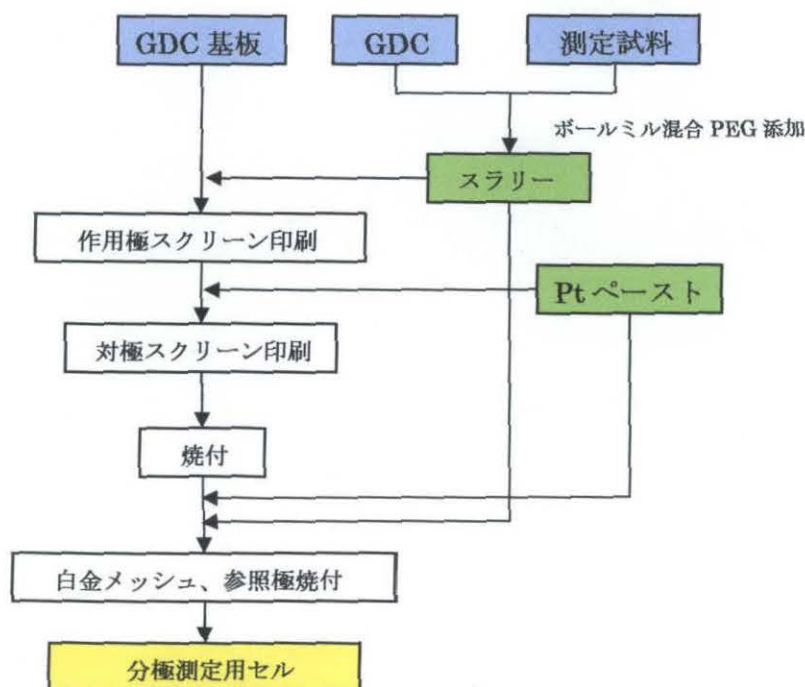 GDC 基板
GDC
測定試料
ボールミル混合 PEG 添加
スラリー
作用極スクリーン印刷
Pt ペースト
対極スクリーン印刷
焼付
白金メッシュ、参照極焼付
分極測定用セル